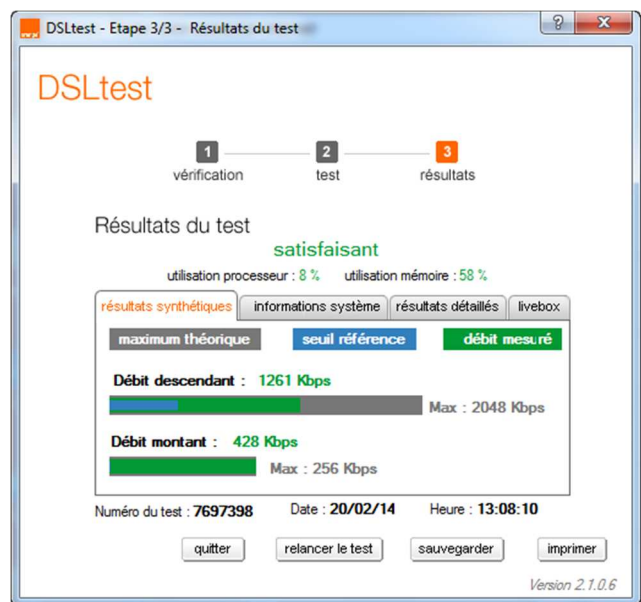 DSLtest - Etape 3/3 - Résultats du test
DSLtest
1 2 3
vérification test résultats
Résultats du test
satisfaisant
utilisation processeur : 8 % utilisation mémoire : 58 %
résultats synthétiques informations système résultats détaillés livebox
maximum théorique seuil référence débit mesuré
Débit descendant : 1261 Kbps
Max : 2048 Kbps
Débit montant : 428 Kbps
Max : 256 Kbps
Numéro du test : 7697398 Date : 20/02/14 Heure : 13:08:10
quitter relancer le test sauvegarder imprimer
Version 2.1.0.6